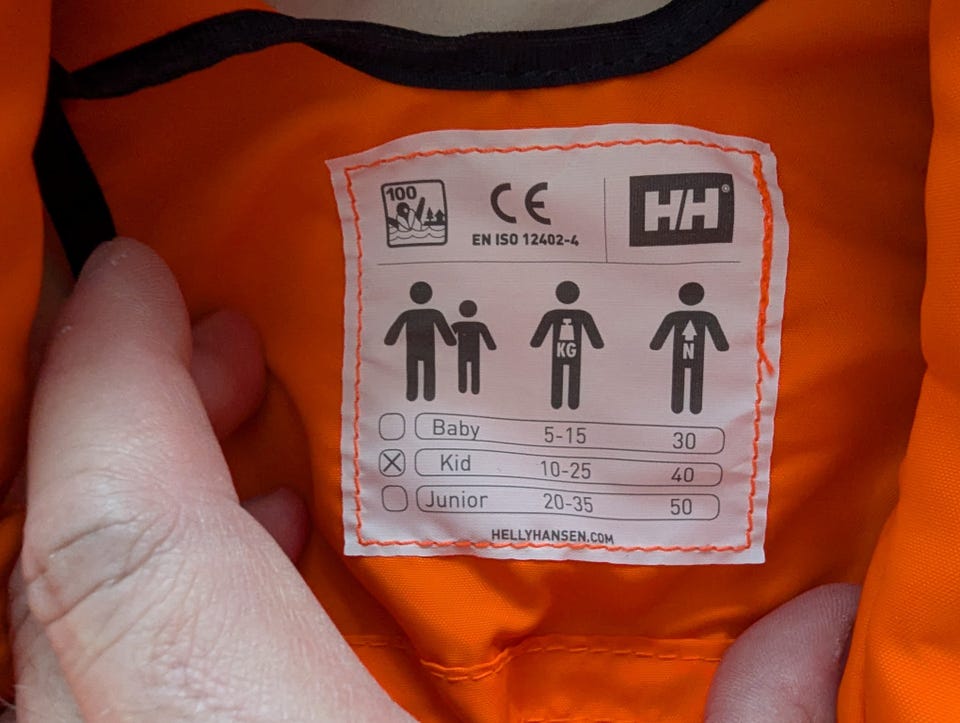 100
CE
EN ISO 12402-4
H/H®
KG
N
Baby 5-15 30
Kid 10-25 40
Junior 20-35 50
HELLYHANSEN.COM